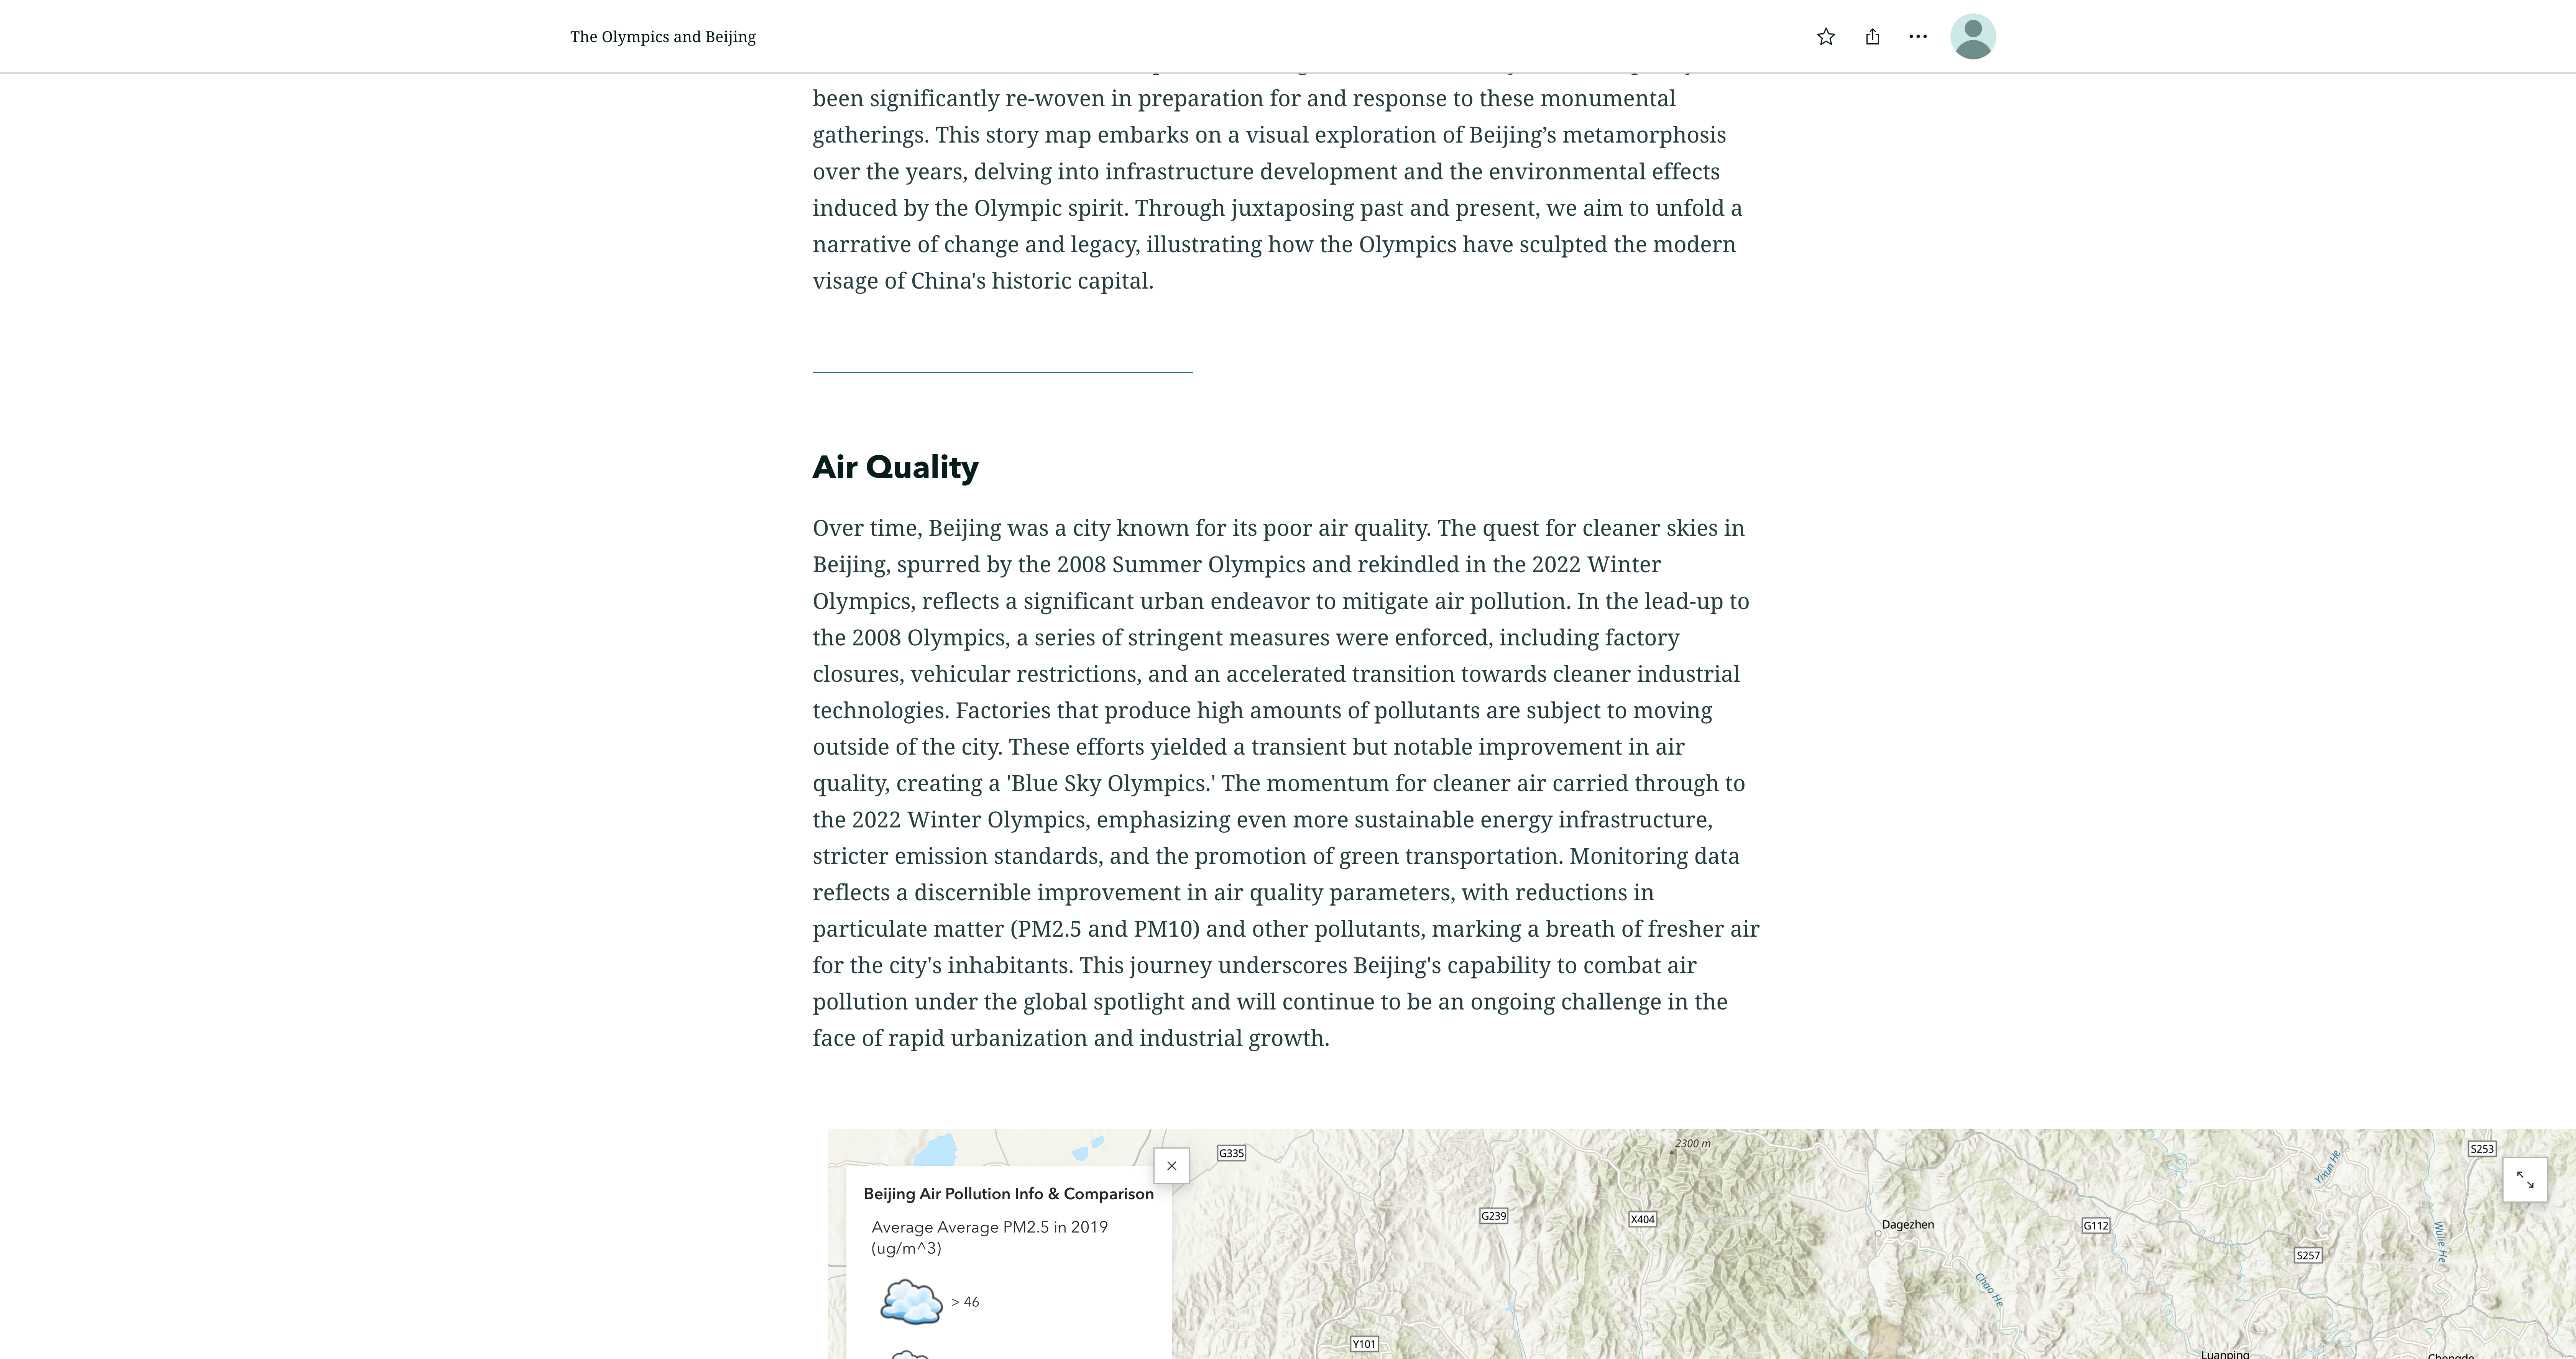 The Olympics and Beijing
been significantly re-woven in preparation for and response to these monumental
gatherings. This story map embarks on a visual exploration of Beijing’s metamorphosis
over the years, delving into infrastructure development and the environmental effects
induced by the Olympic spirit. Through juxtaposing past and present, we aim to unfold a
narrative of change and legacy, illustrating how the Olympics have sculpted the modern
visage of China's historic capital.
Air Quality
Over time, Beijing was a city known for its poor air quality. The quest for cleaner skies in
Beijing, spurred by the 2008 Summer Olympics and rekindled in the 2022 Winter
Olympics, reflects a significant urban endeavor to mitigate air pollution. In the lead-up to
the 2008 Olympics, a series of stringent measures were enforced, including factory
closures, vehicular restrictions, and an accelerated transition towards cleaner industrial
technologies. Factories that produce high amounts of pollutants are subject to moving
outside of the city. These efforts yielded a transient but notable improvement in air
quality, creating a 'Blue Sky Olympics.' The momentum for cleaner air carried through to
the 2022 Winter Olympics, emphasizing even more sustainable energy infrastructure,
stricter emission standards, and the promotion of green transportation. Monitoring data
reflects a discernible improvement in air quality parameters, with reductions in
particulate matter (PM2.5 and PM10) and other pollutants, marking a breath of fresher air
for the city's inhabitants. This journey underscores Beijing's capability to combat air
pollution under the global spotlight and will continue to be an ongoing challenge in the
face of rapid urbanization and industrial growth.
Beijing Air Pollution Info & Comparison
Average Average PM2.5 in 2019
(ug/m^3)
> 46
G335
2300 m
S253
Yixun He
G239
X404
Dagezhen
G112
Wulie He
S257
Chao He
Y101
Luanping
Chengde